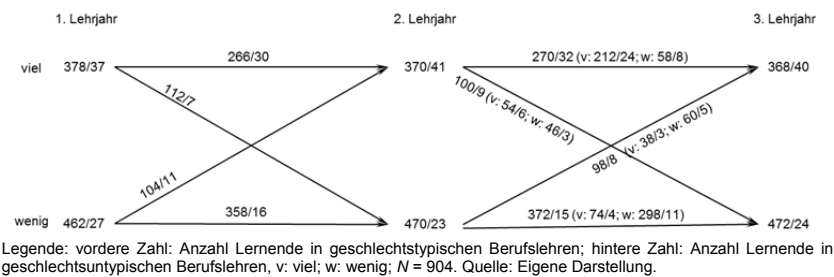 1. Lehrjahr 2. Lehrjahr 3. Lehrjahr
viel 378/37 266/30 370/41 270/32 (v: 212/24; w: 58/8) 368/40
112/7 100/9 (v: 54/6; w: 46/3)
104/11 98/8 (v: 38/3; w: 60/5)
wenig 462/27 358/16 470/23 372/15 (v: 74/4; w: 298/11) 472/24
Legende: vordere Zahl: Anzahl Lernende in geschlechtstypischen Berufslehren; hintere Zahl: Anzahl Lernende in
geschlechtsuntypischen Berufslehren, v: viel; w: wenig; N = 904. Quelle: Eigene Darstellung.